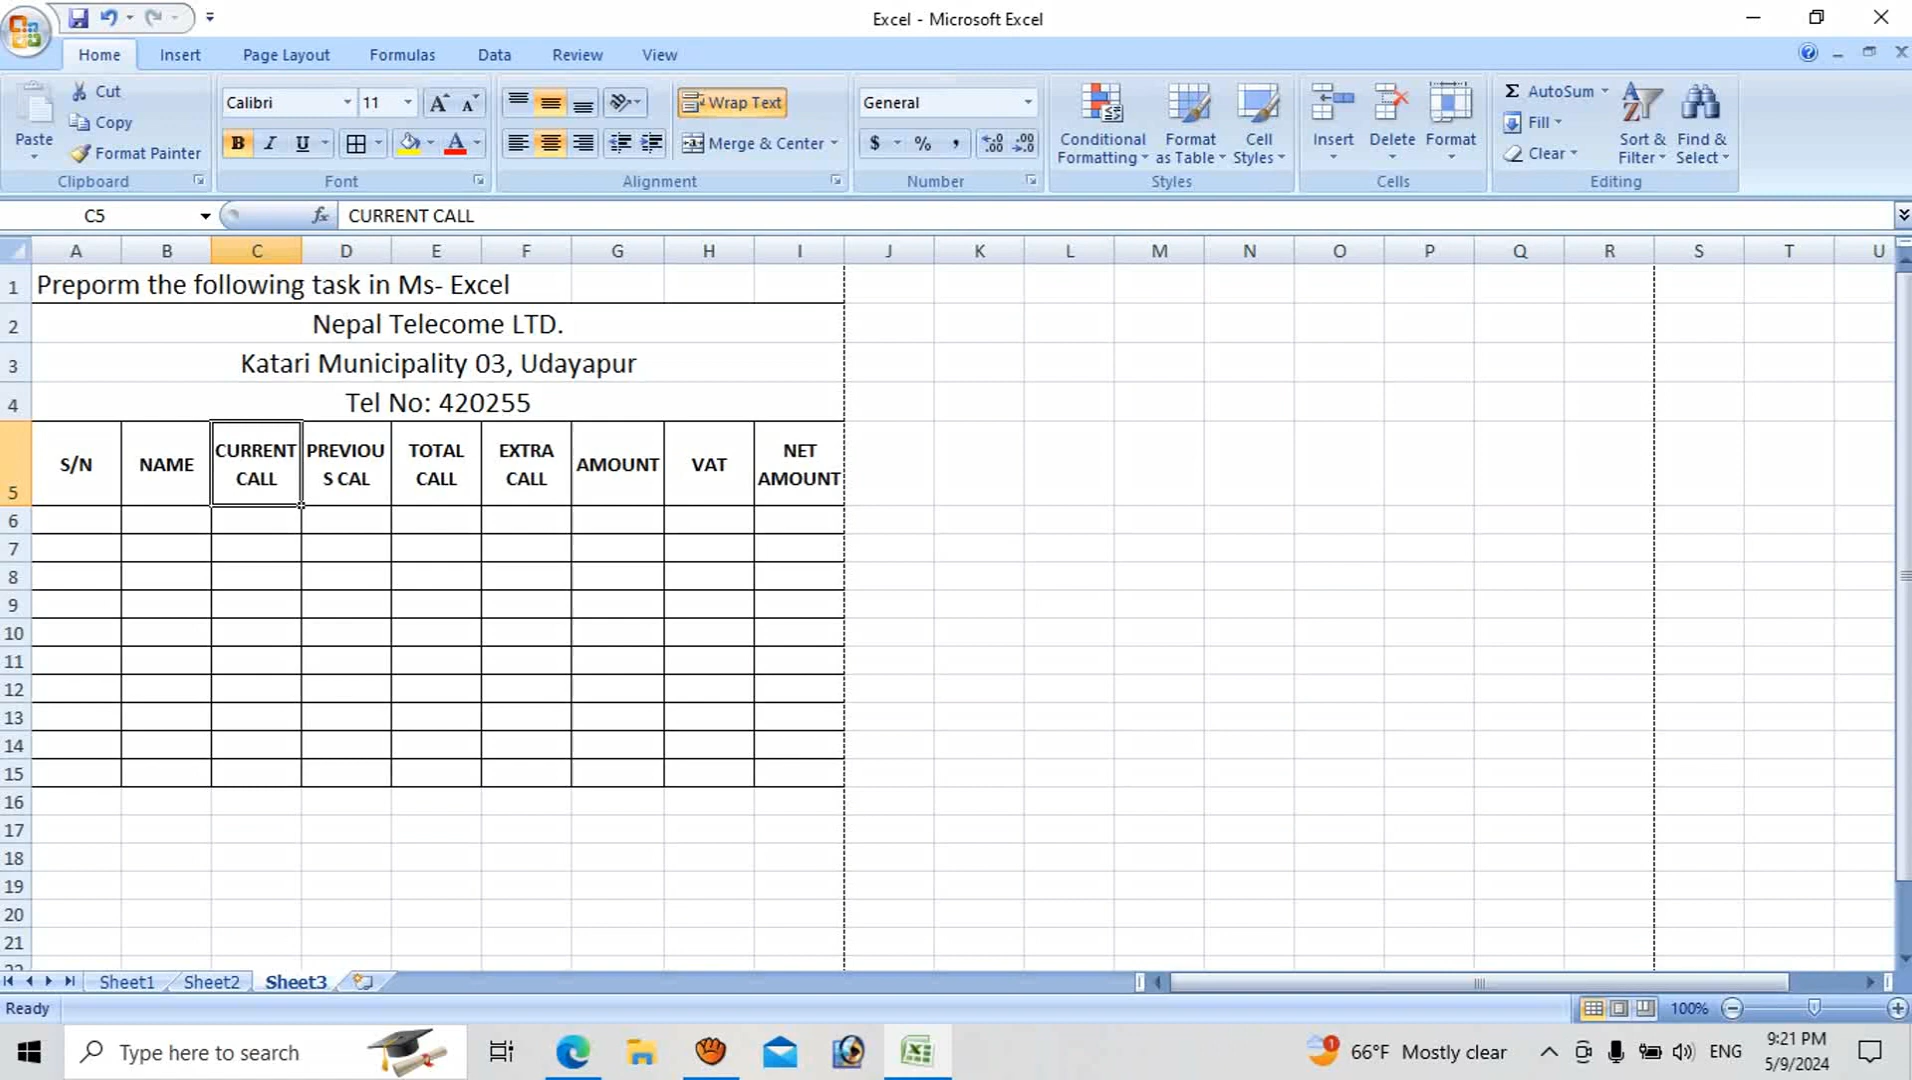 Excel - Microsoft Excel
Home Insert Page Layout Formulas Data Review View
Paste
Cut
Copy
Format Painter
Clipboard
Calibri 11
B I U
Font
Wrap Text
Merge & Center
Alignment
General
$ % ,
Number
Conditional Formatting
Format as Table
Cell Styles
Styles
Insert Delete Format
Cells
AutoSum
Fill
Clear
Sort & Filter
Find & Select
Editing
C5 fx CURRENT CALL
A B C D E F G H I J K L M N O P Q R S T U
1 Preporm the following task in Ms- Excel
2 Nepal Telecome LTD.
3 Katari Municipality 03, Udayapur
4 Tel No: 420255
5 S/N NAME CURRENT CALL PREVIOUS CAL TOTAL CALL EXTRA CALL AMOUNT VAT NET AMOUNT
6
7
8
9
10
11
12
13
14
15
16
17
18
19
20
21
22
Sheet1 Sheet2 Sheet3
Ready 100%
Type here to search 1 66°F Mostly clear ENG 9:21 PM
5/9/2024